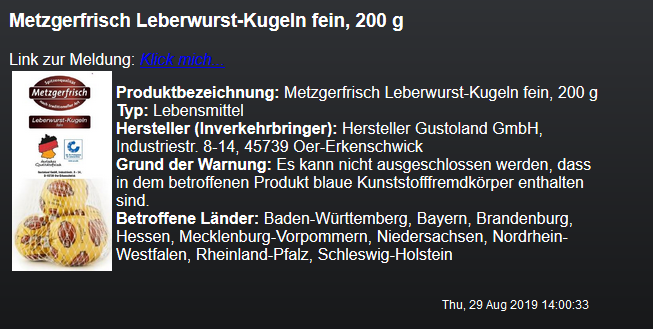 Metzgerfrisch Leberwurst-Kugeln fein, 200 g
Link zur Meldung: Klick mich...
Metzgerfrisch
Leberwurst-Kugeln
Produktbezeichnung: Metzgerfrisch Leberwurst-Kugeln fein, 200 g
Typ: Lebensmittel
Hersteller (Inverkehrbringer): Hersteller Gustoland GmbH,
Industriestr. 8-14, 45739 Oer-Erkenschwick
Grund der Warnung: Es kann nicht ausgeschlossen werden, dass
in dem betroffenen Produkt blaue Kunststofffremdkörper enthalten
sind.
Betroffene Länder: Baden-Württemberg, Bayern, Brandenburg,
Hessen, Mecklenburg-Vorpommern, Niedersachsen, Nordrhein-
Westfalen, Rheinland-Pfalz, Schleswig-Holstein
Thu, 29 Aug 2019 14:00:33